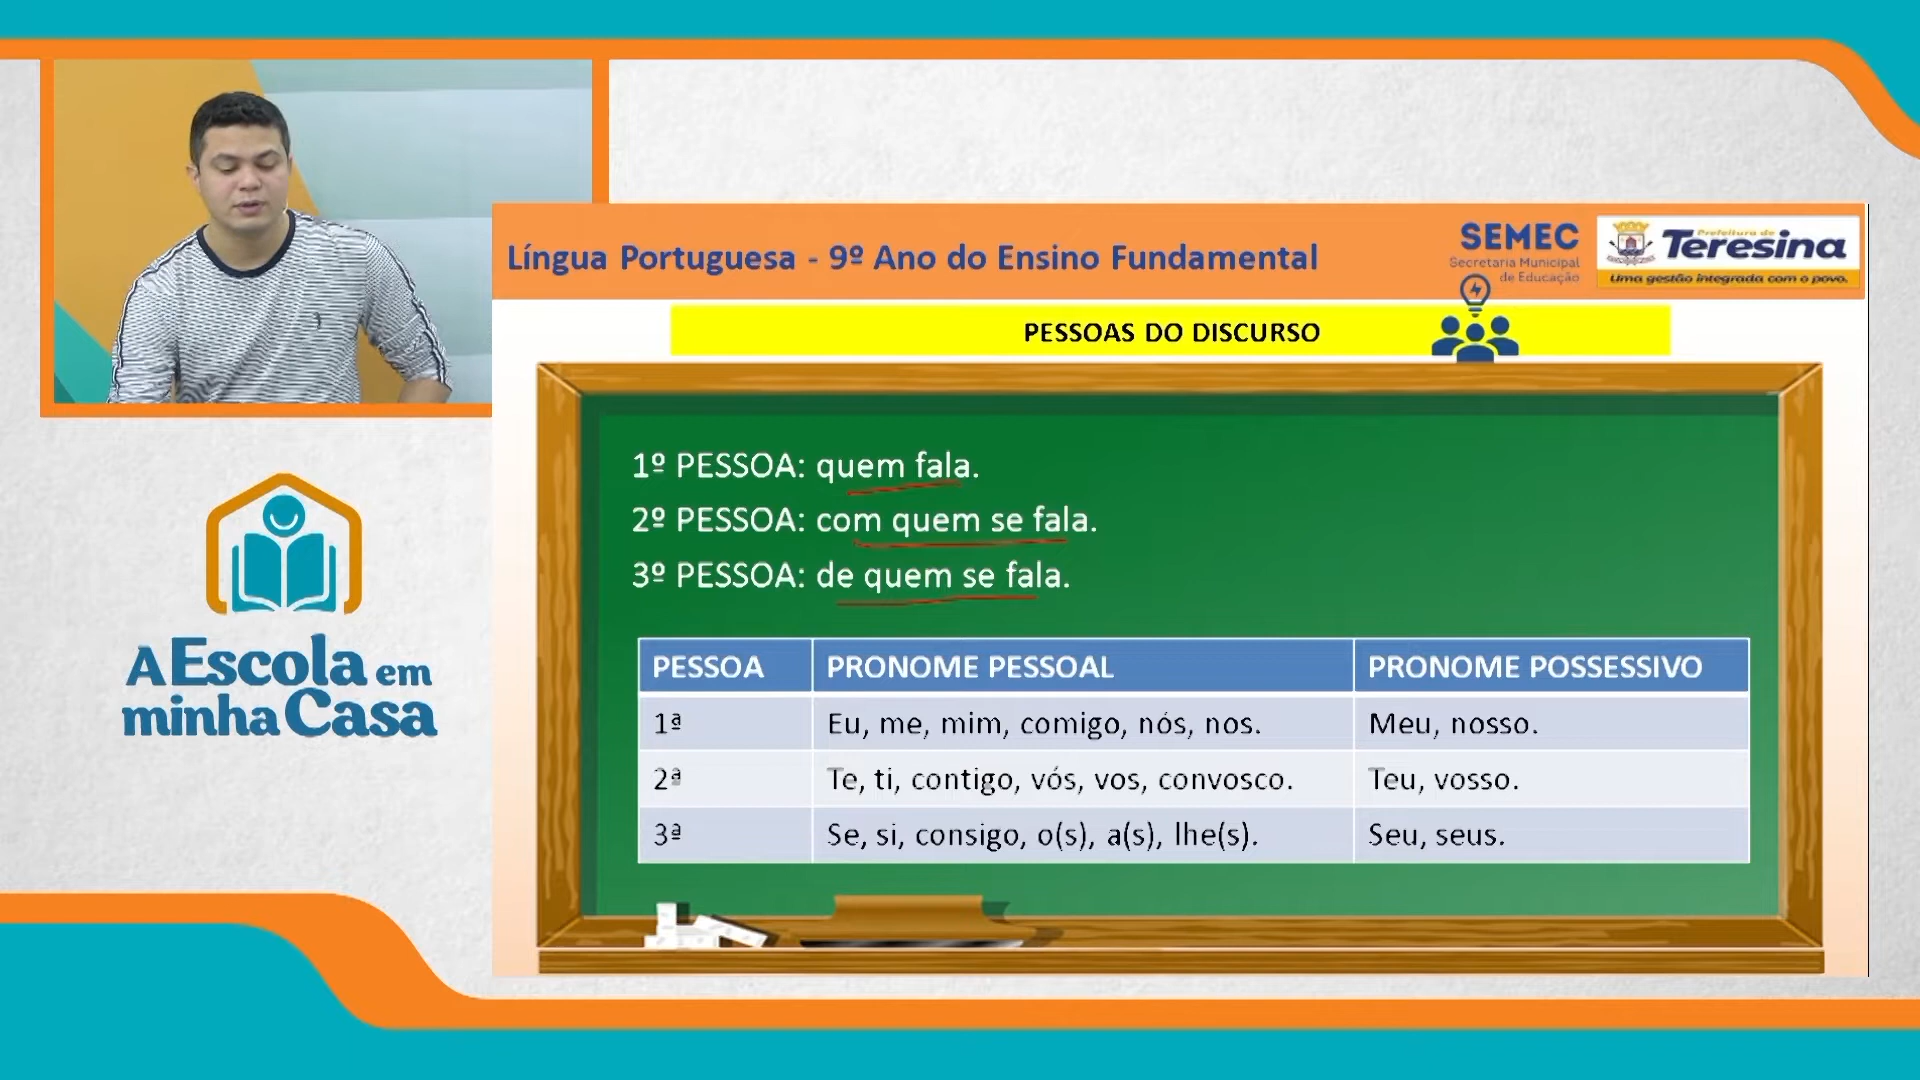 Língua Portuguesa - 9º Ano do Ensino Fundamental
SEMEC
Secretaria Municipal
de Educação
Prefeitura de
Teresina
Uma gestão integrada com o povo.
PESSOAS DO DISCURSO
1º PESSOA: quem fala.
2º PESSOA: com quem se fala.
3º PESSOA: de quem se fala.
PESSOA PRONOME PESSOAL PRONOME POSSESSIVO
1ª Eu, me, mim, comigo, nós, nos. Meu, nosso.
2ª Te, ti, contigo, vós, vos, convosco. Teu, vosso.
3ª Se, si, consigo, o(s), a(s), lhe(s). Seu, seus.
A Escola em
minha Casa